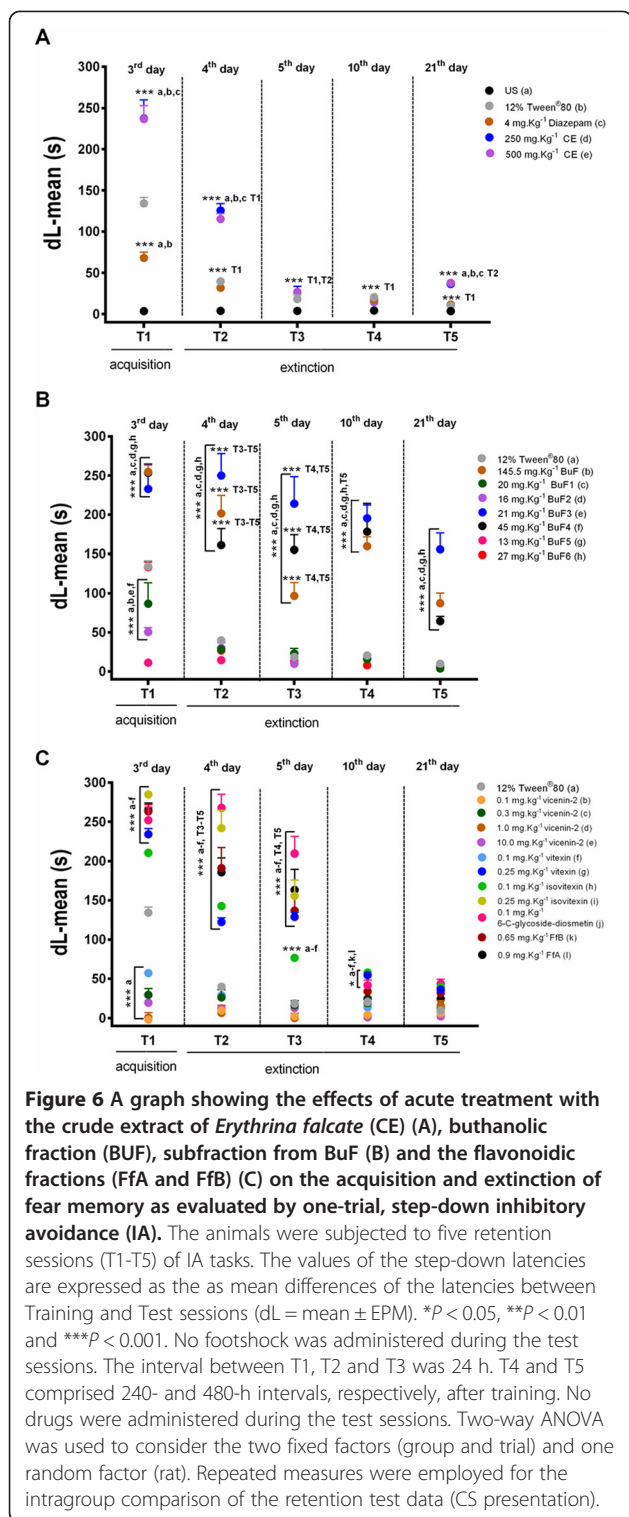 A
3rd day 4th day 5th day 10th day 21th day
300
250
200
150
100
50
0
dL-mean (s)
*** a,b,c
*** a,b
*** a,b,c T1
*** T1
*** T1,T2
*** T1
*** a,b,c T2
*** T1
US (a)
12% Tween®80 (b)
4 mg.Kg-1 Diazepam (c)
250 mg.Kg-1 CE (d)
500 mg.Kg-1 CE (e)
T1 T2 T3 T4 T5
acquisition extinction
B
3rd day 4th day 5th day 10th day 21th day
300
250
200
150
100
50
0
dL-mean (s)
*** a,c,d,g,h
*** a,b,e,f
*** a,c,d,g,h
*** T3-T5
*** T3-T5
*** T3-T5
*** a,c,d,g,h
*** T4,T5
*** T4,T5
*** T4,T5
*** a,c,d,g,h,T5
*** a,c,d,g,h
12% Tween®80 (a)
145.5 mg.Kg-1 BuF (b)
20 mg.Kg-1 BuF1 (c)
16 mg.Kg-1 BuF2 (d)
21 mg.Kg-1 BuF3 (e)
45 mg.Kg-1 BuF4 (f)
13 mg.Kg-1 BuF5 (g)
27 mg.Kg-1 BuF6 (h)
T1 T2 T3 T4 T5
acquisition extinction
C
3rd day 4th day 5th day 10th day 21th day
300
250
200
150
100
50
0
dL-mean (s)
*** a-f
*** a
*** a-f, T3-T5
*** a-f, T4, T5
*** a-f
* a-f,k,l
12% Tween®80 (a)
0.1 mg.kg-1 vicenin-2 (b)
0.3 mg.Kg-1 vicenin-2 (c)
1.0 mg.Kg-1 vicenin-2 (d)
10.0 mg.Kg-1 vicenin-2 (e)
0.1 mg.Kg-1 vitexin (f)
0.25 mg.Kg-1 vitexin (g)
0.1 mg.Kg-1 isovitexin (h)
0.25 mg.Kg-1 isovitexin (i)
0.1 mg.Kg-1
6-C-glycoside-diosmetin (j)
0.65 mg.Kg-1 FfB (k)
0.9 mg.Kg-1 FfA (l)
T1 T2 T3 T4 T5
acquisition extinction
Figure 6 A graph showing the effects of acute treatment with
the crude extract of Erythrina falcate (CE) (A), buthanolic
fraction (BUF), subfraction from BuF (B) and the flavonoidic
fractions (FfA and FfB) (C) on the acquisition and extinction of
fear memory as evaluated by one-trial, step-down inhibitory
avoidance (IA). The animals were subjected to five retention
sessions (T1-T5) of IA tasks. The values of the step-down latencies
are expressed as the as mean differences of the latencies between
Training and Test sessions (dL = mean ± EPM). *P < 0.05, **P < 0.01
and ***P < 0.001. No footshock was administered during the test
sessions. The interval between T1, T2 and T3 was 24 h. T4 and T5
comprised 240- and 480-h intervals, respectively, after training. No
drugs were administered during the test sessions. Two-way ANOVA
was used to consider the two fixed factors (group and trial) and one
random factor (rat). Repeated measures were employed for the
intragroup comparison of the retention test data (CS presentation).